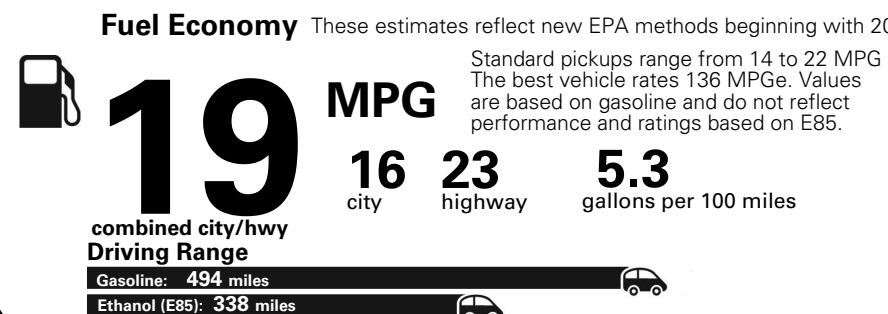 Fuel Economy These estimates reflect new EPA methods beginning with
Standard pickups range from 14 to 22 MPG
The best vehicle rates 136 MPGe. Values
are based on gasoline and do not reflect
performance and ratings based on E85.
19 MPG
16 23 5.3
city highway gallons per 100 miles
combined city/hwy
Driving Range
Gasoline: 494 miles
Ethanol (E85): 338 miles